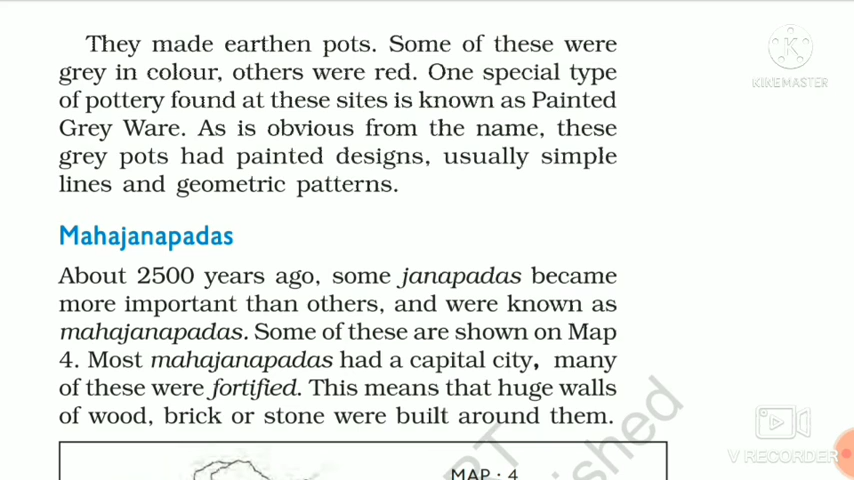 They made earthen pots. Some of these were
grey in colour, others were red. One special type
of pottery found at these sites is known as Painted
Grey Ware. As is obvious from the name, these
grey pots had painted designs, usually simple
lines and geometric patterns.
Mahajanapadas
About 2500 years ago, some janapadas became
more important than others, and were known as
mahajanapadas. Some of these are shown on Map
4. Most mahajanapadas had a capital city, many
of these were fortified. This means that huge walls
of wood, brick or stone were built around them.
MAP : 4
K
KINEMASTER
V RECORDER